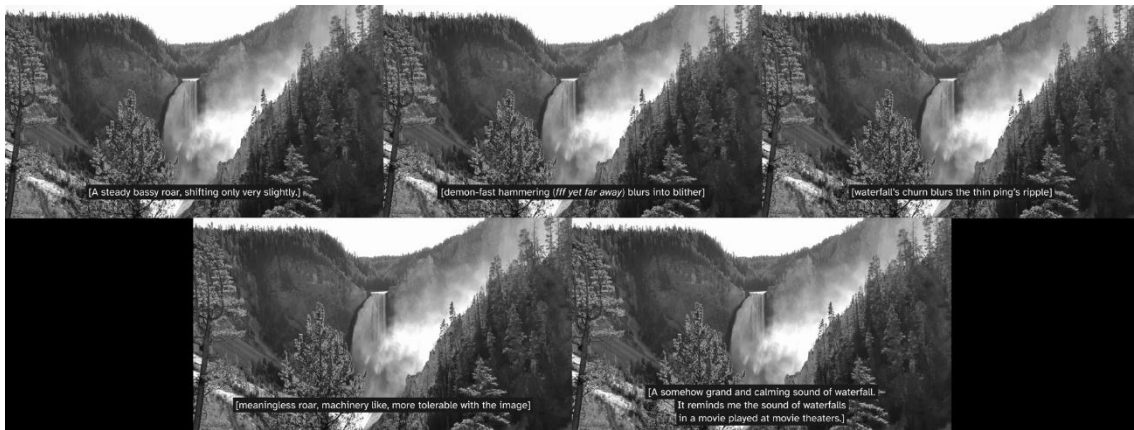 [A steady bassy roar, shifting only very slightly.]
[demon-fast hammering (fff yet far away) blurs into blither]
[waterfall's churn blurs the thin ping's ripple]
[meaningless roar, machinery like, more tolerable with the image]
[A somehow grand and calming sound of waterfall.
It reminds me the sound of waterfalls
in a movie played at movie theaters.]